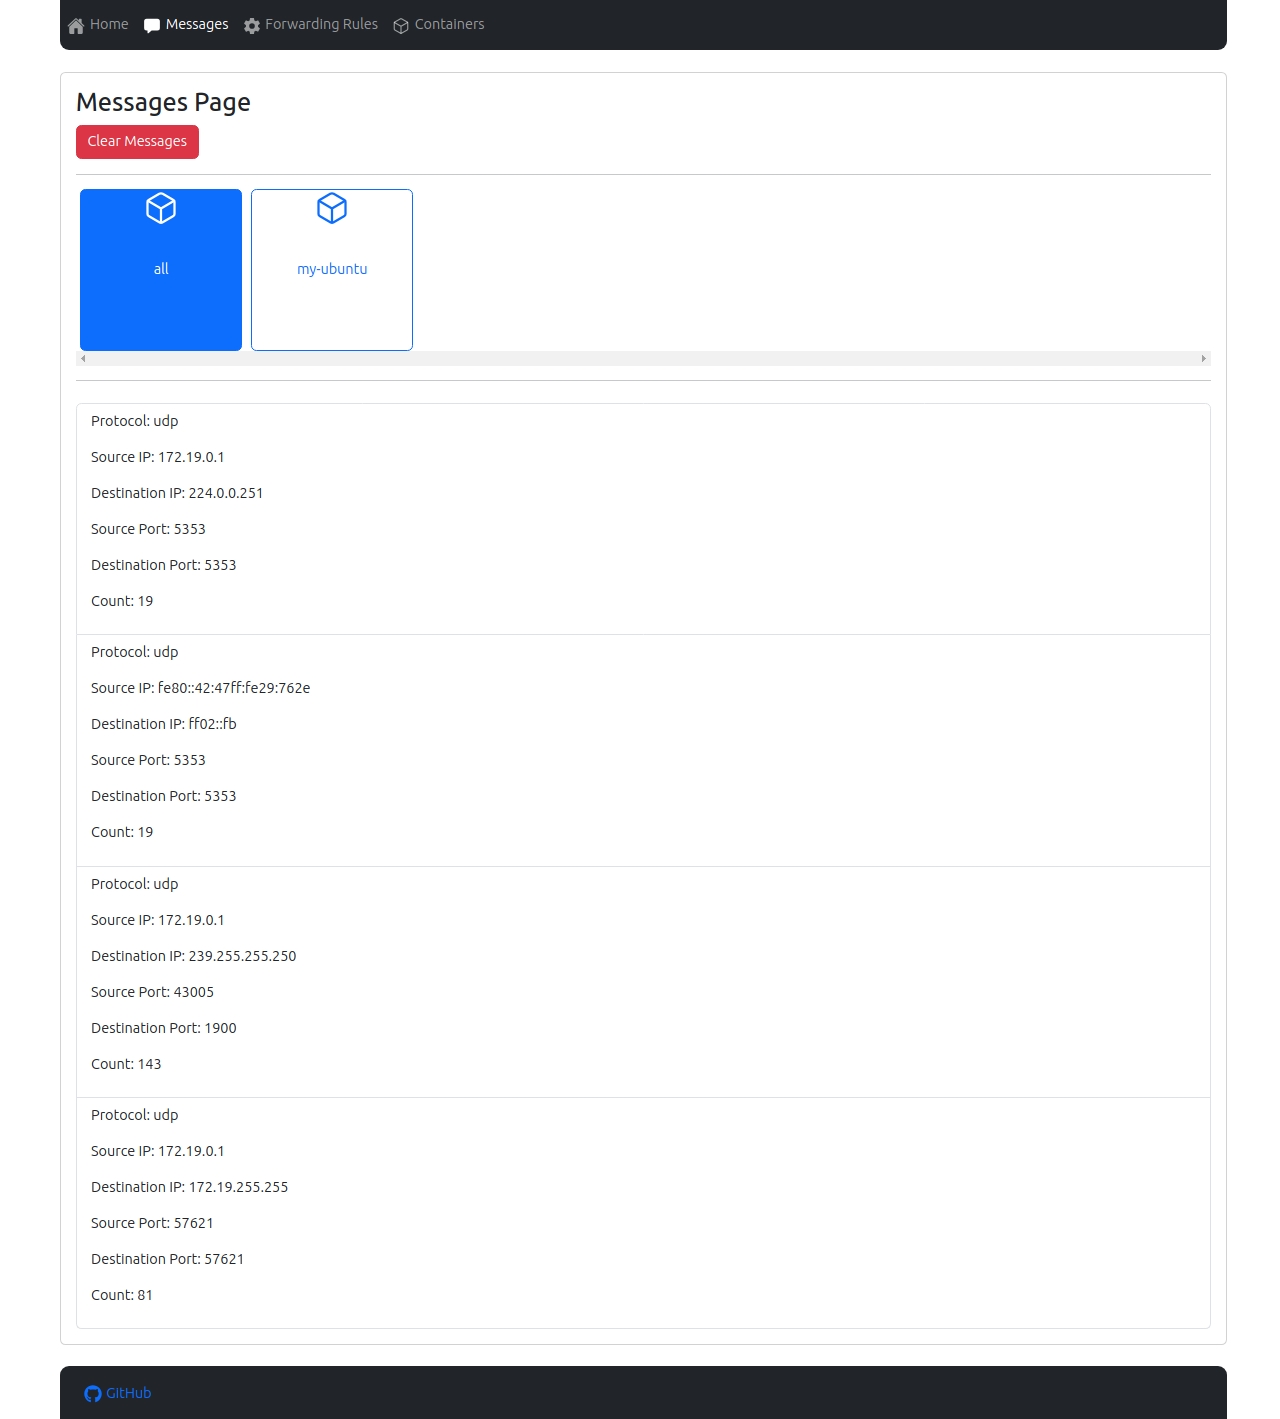 Home Messages Forwarding Rules Containers
Messages Page
Clear Messages
all my-ubuntu
Protocol: udp
Source IP: 172.19.0.1
Destination IP: 224.0.0.251
Source Port: 5353
Destination Port: 5353
Count: 19
Protocol: udp
Source IP: fe80::42:47ff:fe29:762e
Destination IP: ff02::fb
Source Port: 5353
Destination Port: 5353
Count: 19
Protocol: udp
Source IP: 172.19.0.1
Destination IP: 239.255.255.250
Source Port: 43005
Destination Port: 1900
Count: 143
Protocol: udp
Source IP: 172.19.0.1
Destination IP: 172.19.255.255
Source Port: 57621
Destination Port: 57621
Count: 81
GitHub